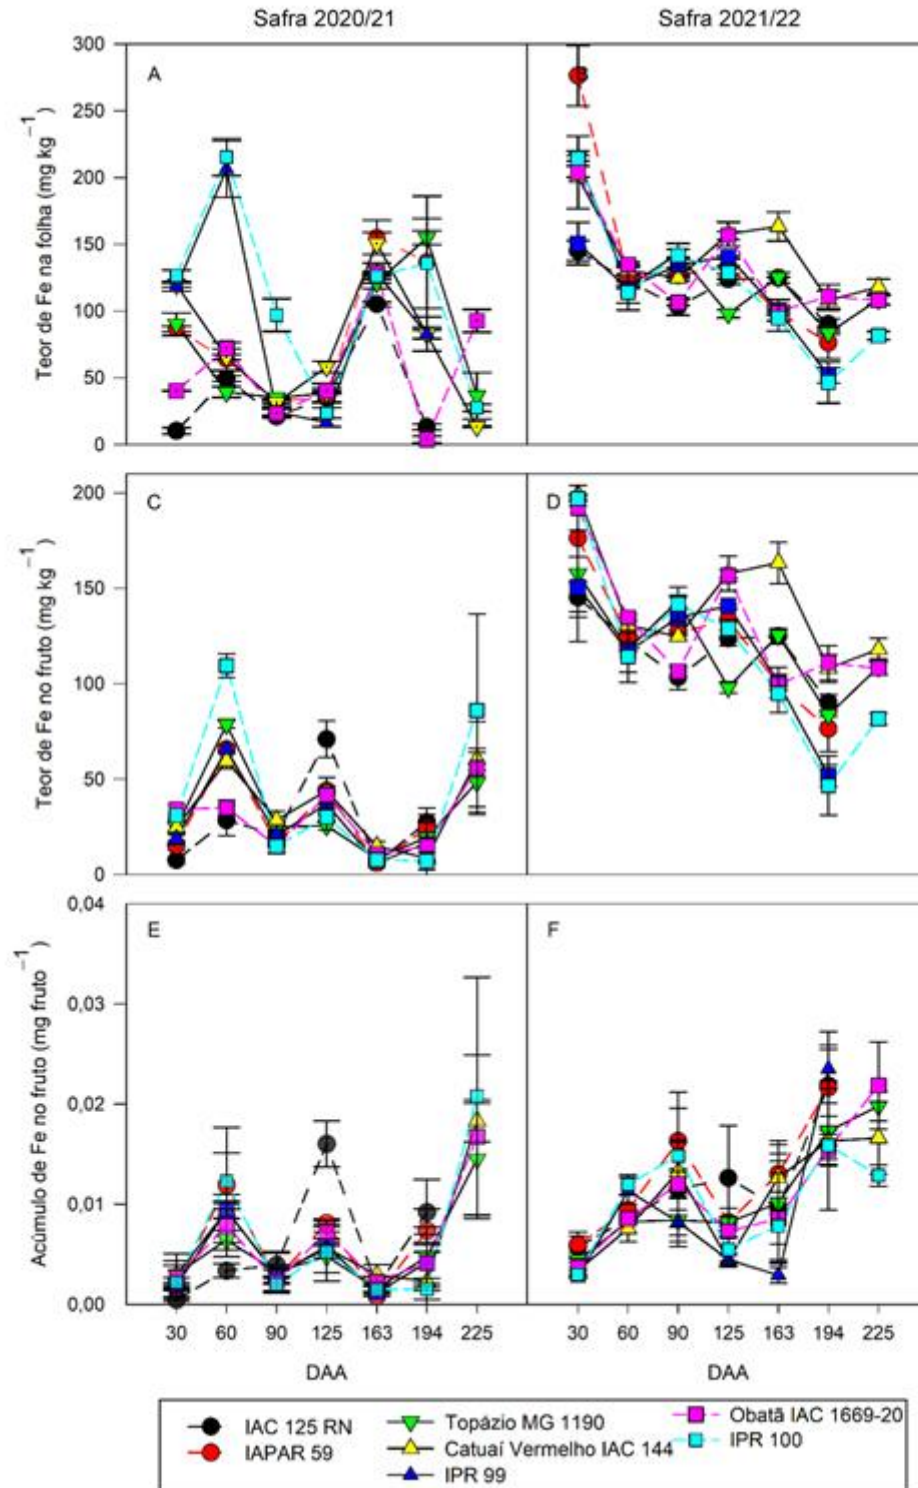 Safra 2020/21
Safra 2021/22
Teor de Fe na folha (mg kg⁻¹)
300
250
200
150
100
50
0
A
Teor de Fe no fruto (mg kg⁻¹)
200
150
100
50
0
C
D
Acúmulo de Fe no fruto (mg fruto⁻¹)
0,04
0,03
0,02
0,01
0,00
E
F
30 60 90 125 163 194 225
30 60 90 125 163 194 225
DAA
DAA
IAC 125 RN
IAPAR 59
Topázio MG 1190
Catuaí Vermelho IAC 144
IPR 99
Obatã IAC 1669-20
IPR 100